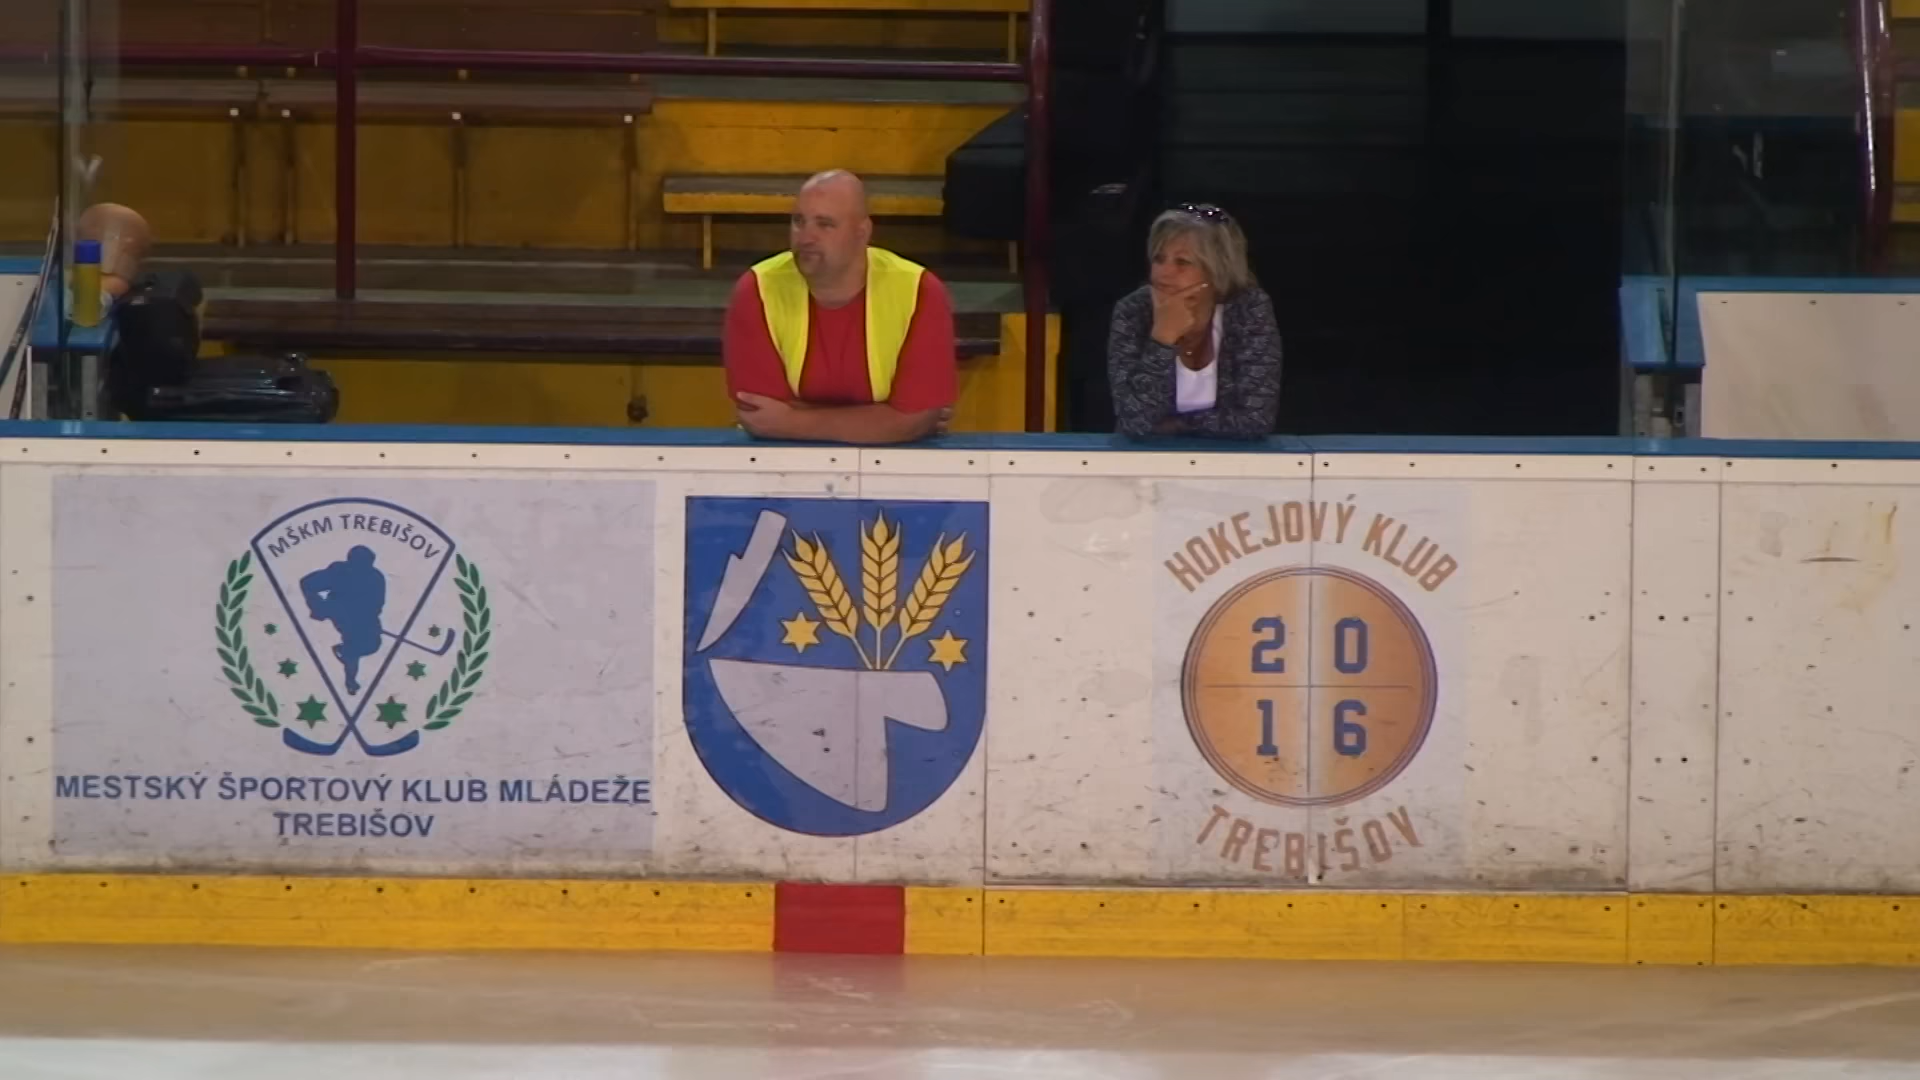 MŠKM TREBIŠOV
MESTSKÝ ŠPORTOVÝ KLUB MLÁDEŽE
TREBIŠOV
HOKEJOVÝ KLUB
20
16
TREBIŠOV